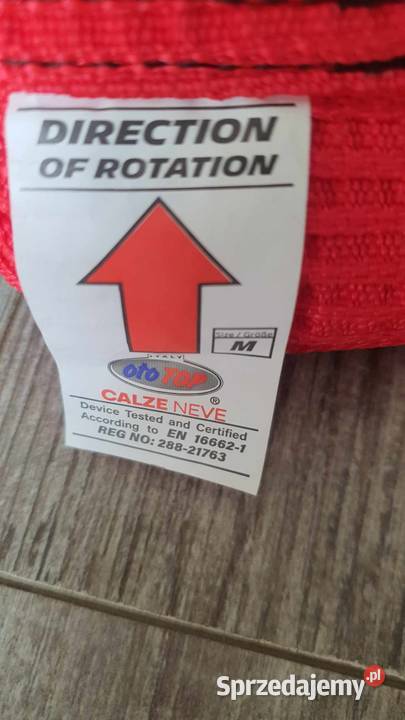 DIRECTION
OF ROTATION
Size / Größe
M
ITALY
otoTOP
®
CALZE NEVE
Device Tested and Certified
According to EN 16662-1
REG NO: 288-21763
Sprzedajemy.pl